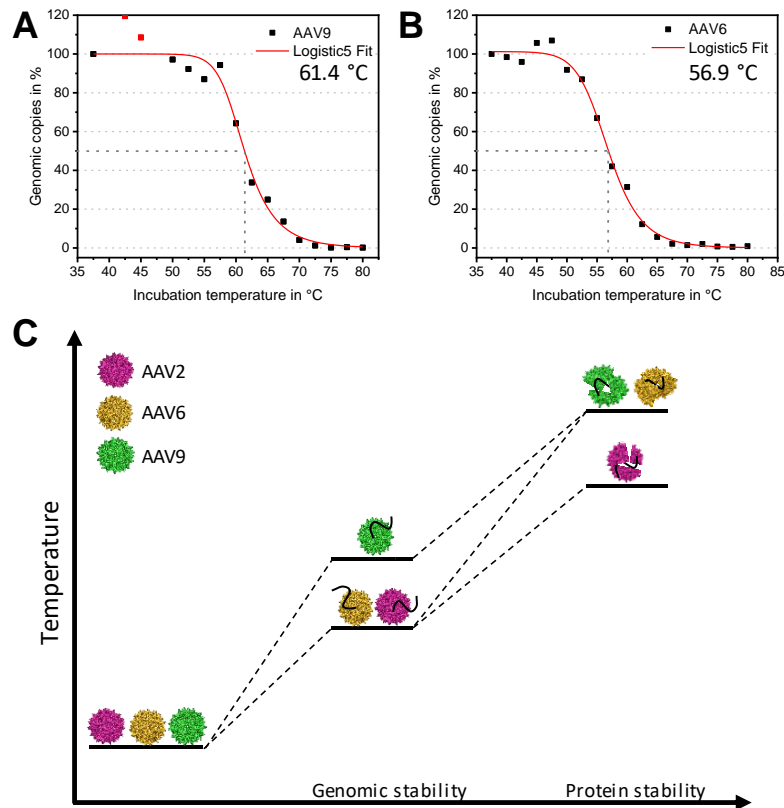 A
AAV9
Logistic5 Fit
61.4 °C
Genomic copies in %
120
100
80
60
40
20
0
35 40 45 50 55 60 65 70 75 80
Incubation temperature in °C
B
AAV6
Logistic5 Fit
56.9 °C
Genomic copies in %
120
100
80
60
40
20
0
35 40 45 50 55 60 65 70 75 80 85
Incubation temperature in °C
C
AAV2
AAV6
AAV9
Temperature
Genomic stability
Protein stability